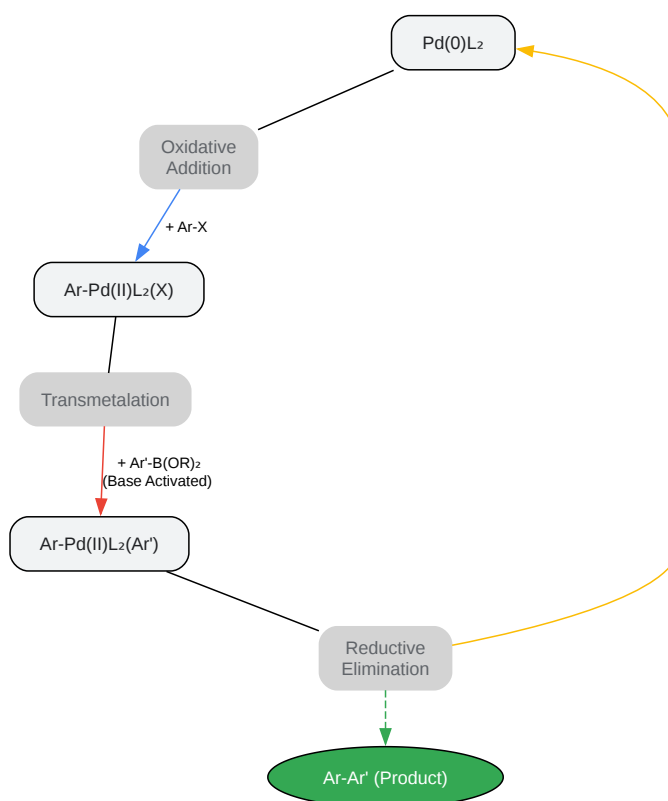 Pd(0)L₂
Oxidative
Addition
+ Ar-X
Ar-Pd(II)L₂(X)
Transmetalation
+ Ar'-B(OR)₂
(Base Activated)
Ar-Pd(II)L₂(Ar')
Reductive
Elimination
Ar-Ar' (Product)